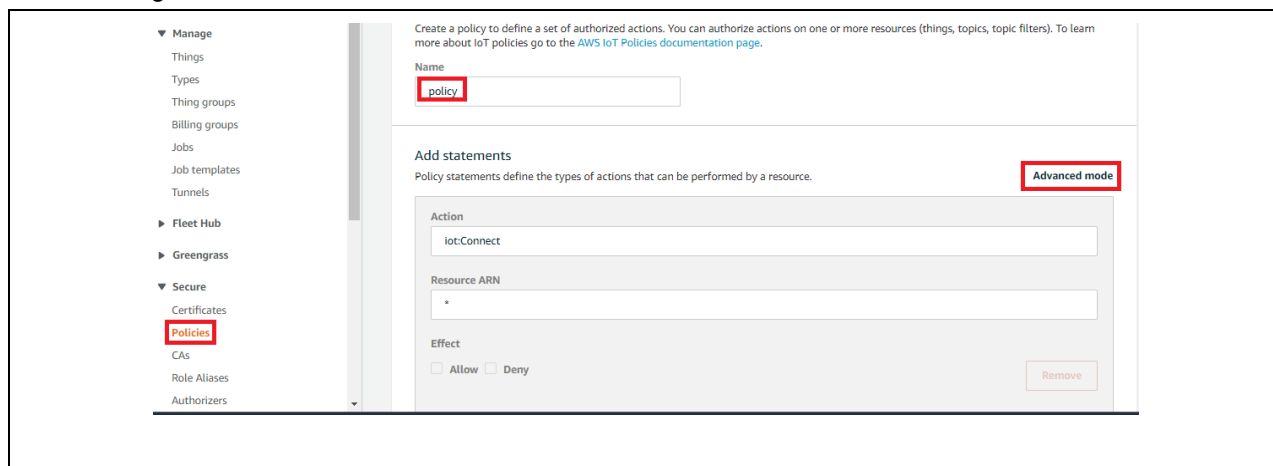 Manage
Things
Types
Thing groups
Billing groups
Jobs
Job templates
Tunnels
Fleet Hub
Greengrass
Secure
Certificates
Policies
CAs
Role Aliases
Authorizers
Create a policy to define a set of authorized actions. You can authorize actions on one or more resources (things, topics, topic filters). To learn
more about IoT policies go to the AWS IoT Policies documentation page.
Name
policy
Add statements
Policy statements define the types of actions that can be performed by a resource.
Advanced mode
Action
iot:Connect
Resource ARN
*
Effect
Allow Deny
Remove